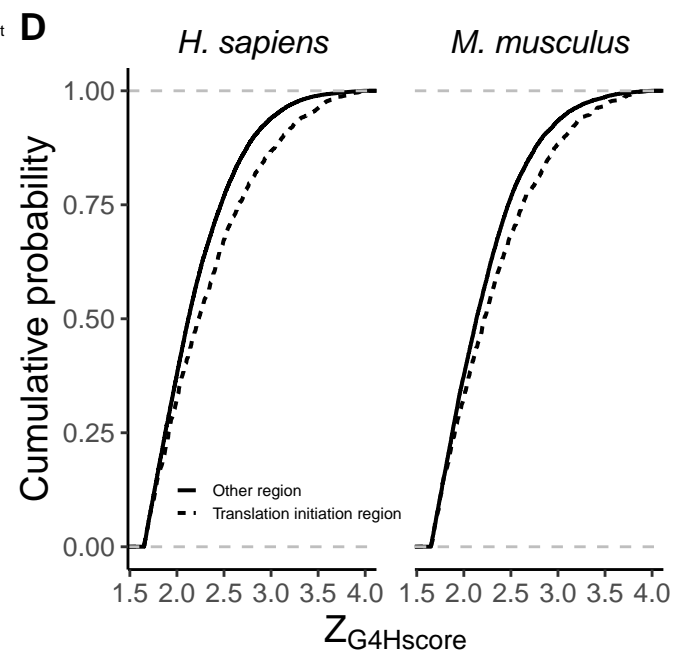 t D
H. sapiens M. musculus
Cumulative probability
1.00
0.75
0.50
0.25
0.00
Other region
Translation initiation region
1.5 2.0 2.5 3.0 3.5 4.0 1.5 2.0 2.5 3.0 3.5 4.0
ZG4Hscore